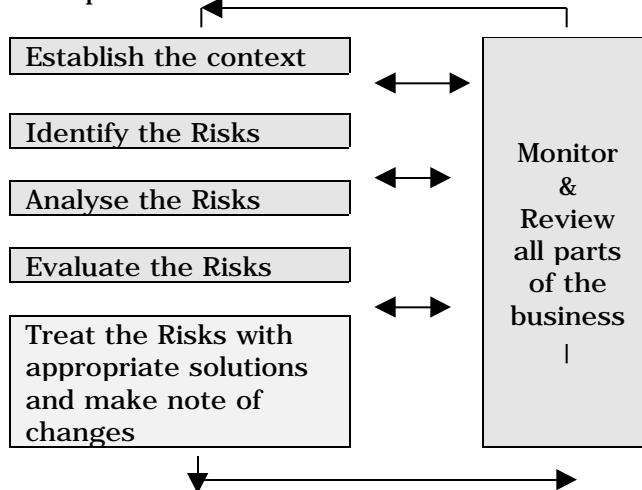 Establish the context
Identify the Risks
Analyse the Risks
Evaluate the Risks
Treat the Risks with
appropriate solutions
and make note of
changes
Monitor
&
Review
all parts
of the
business
|